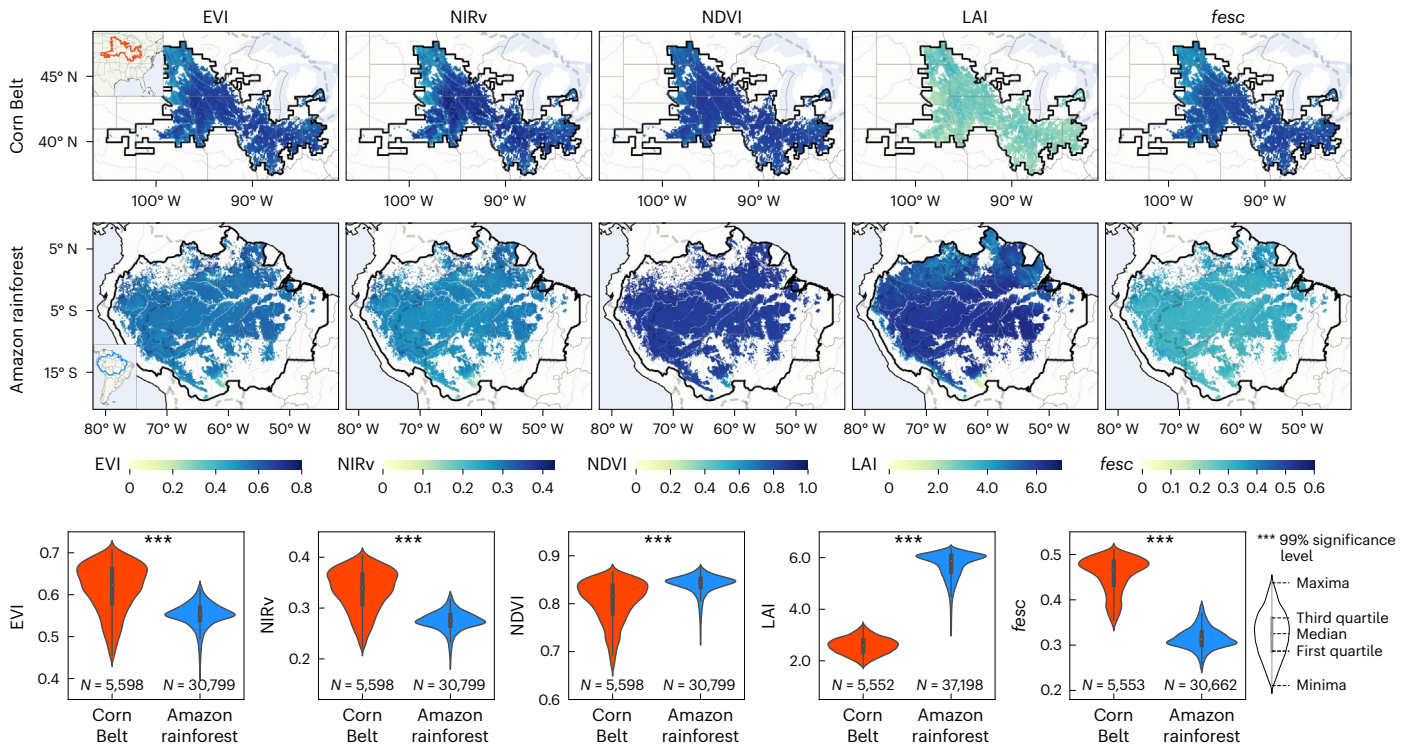 EVI NIRv NDVI LAI fesc
Corn Belt
45° N
40° N
100° W 90° W 100° W 90° W 100° W 90° W 100° W 90° W 100° W 90° W
Amazon rainforest
5° N
5° S
15° S
80° W 70° W 60° W 50° W 80° W 70° W 60° W 50° W 80° W 70° W 60° W 50° W 80° W 70° W 60° W 50° W 80° W 70° W 60° W 50° W
EVI NIRv NDVI LAI fesc
0 0.2 0.4 0.6 0.8 0 0.1 0.2 0.3 0.4 0 0.2 0.4 0.6 0.8 1.0 0 2.0 4.0 6.0 0 0.1 0.2 0.3 0.4 0.5 0.6
EVI
0.7
0.6
0.5
0.4
***
N = 5,598 N = 30,799
Corn Amazon
Belt rainforest
NIRv
0.4
0.3
0.2
***
N = 5,598 N = 30,799
Corn Amazon
Belt rainforest
NDVI
0.9
0.8
0.7
0.6
***
N = 5,598 N = 30,799
Corn Amazon
Belt rainforest
LAI
6.0
4.0
2.0
***
N = 5,552 N = 37,198
Corn Amazon
Belt rainforest
fesc
0.5
0.4
0.3
0.2
***
N = 5,553 N = 30,662
Corn Amazon
Belt rainforest
*** 99% significance
level
Maxima
Third quartile
Median
First quartile
Minima